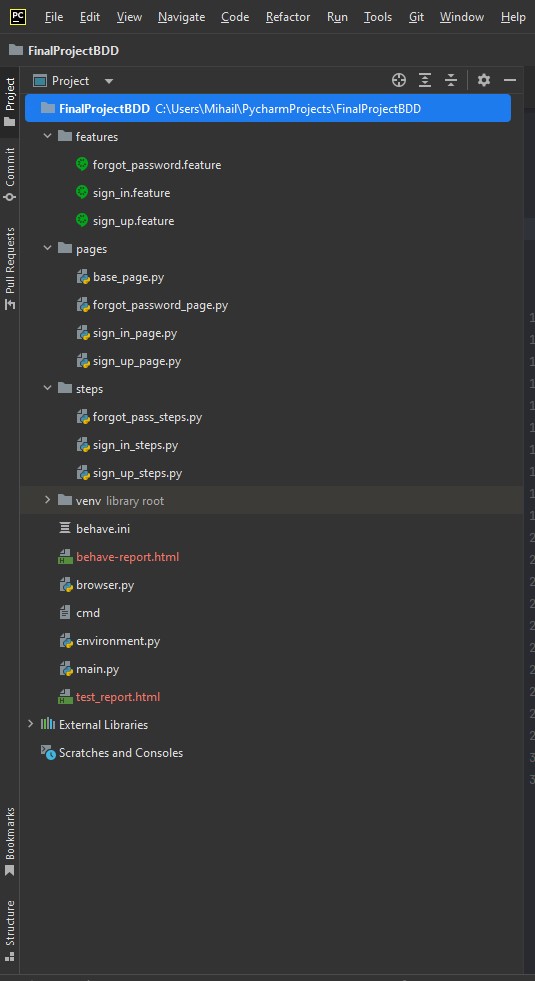 PC File Edit View Navigate Code Refactor Run Tools Git Window Help
FinalProjectBDD
Project
FinalProjectBDD C:\Users\Mihail\PycharmProjects\FinalProjectBDD
features
forgot_password.feature
sign_in.feature
sign_up.feature
pages
base_page.py
forgot_password_page.py
sign_in_page.py
sign_up_page.py
steps
forgot_pass_steps.py
sign_in_steps.py
sign_up_steps.py
venv library root
behave.ini
behave-report.html
browser.py
cmd
environment.py
main.py
test_report.html
External Libraries
Scratches and Consoles
Project
Commit
Pull Requests
Bookmarks
Structure